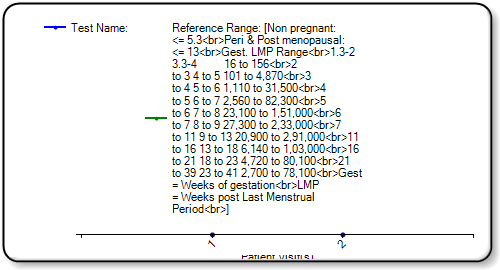 Test Name:
Reference Range: [Non pregnant:
<= 5.3<br>Peri & Post menopausal:
<= 13<br>Gest. LMP Range<br>1.3-2
3.3-4 16 to 156<br>2
to 3 4 to 5 101 to 4,870<br>3
to 4 5 to 6 1,110 to 31,500<br>4
to 5 6 to 7 2,560 to 82,300<br>5
to 6 7 to 8 23,100 to 1,51,000<br>6
to 7 8 to 9 27,300 to 2,33,000<br>7
to 11 9 to 13 20,900 to 2,91,000<br>11
to 16 13 to 18 6,140 to 1,03,000<br>16
to 21 18 to 23 4,720 to 80,100<br>21
to 39 23 to 41 2,700 to 78,100<br>Gest
= Weeks of gestation<br>LMP
= Weeks post Last Menstrual
Period<br>]
1 2
Patient Visit(s)